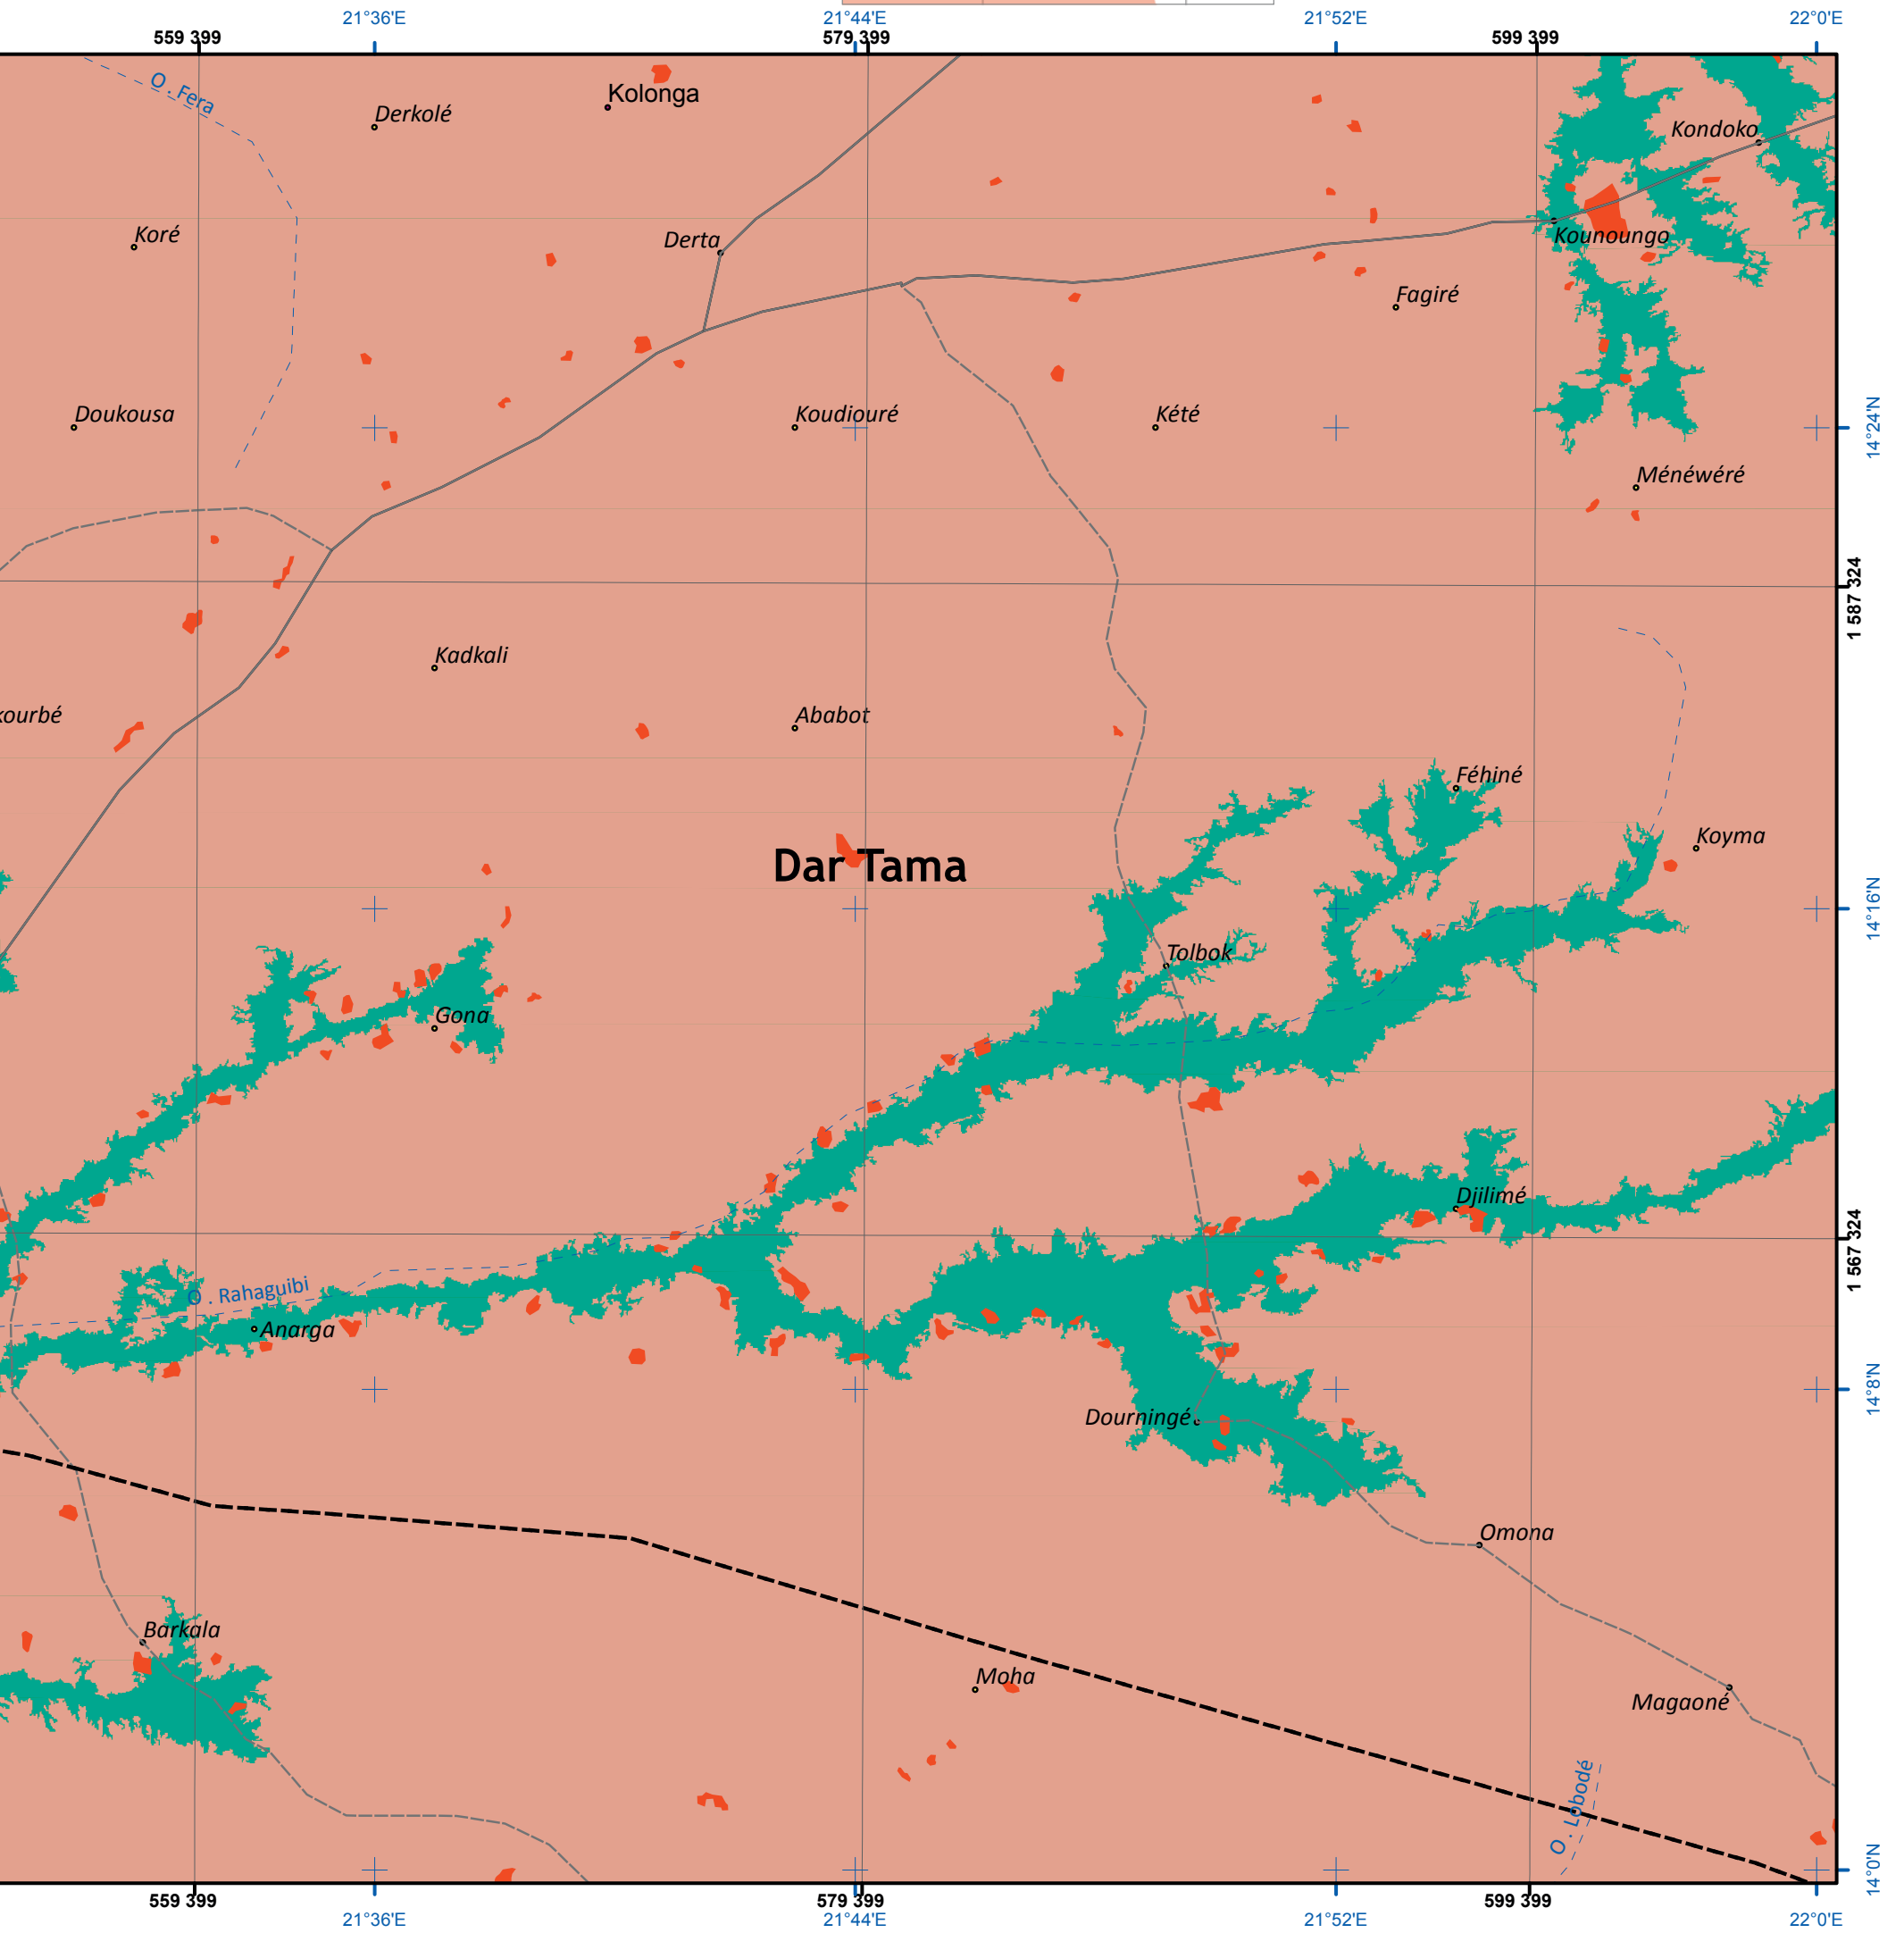 21°36'E
21°44'E
21°52'E
22°0'E
559 399
579 399
599 399
O . Fera
Kolonga
Derkolé
Kondoko
Koré
Derta
Kounoungo
Fagiré
Doukousa
Koudiouré
Kété
14°24'N
Ménéwéré
1 587 324
Kadkali
kourbé
Ababot
Féhiné
Koyma
Dar Tama
14°16'N
Tolbok
Gona
Djilimé
1 567 324
O . Rahaguibi
Anarga
14°8'N
Dourningé
Omona
Barkala
Moha
Magaoné
O . Lobodé
14°0'N
559 399
579 399
599 399
21°36'E
21°44'E
21°52'E
22°0'E